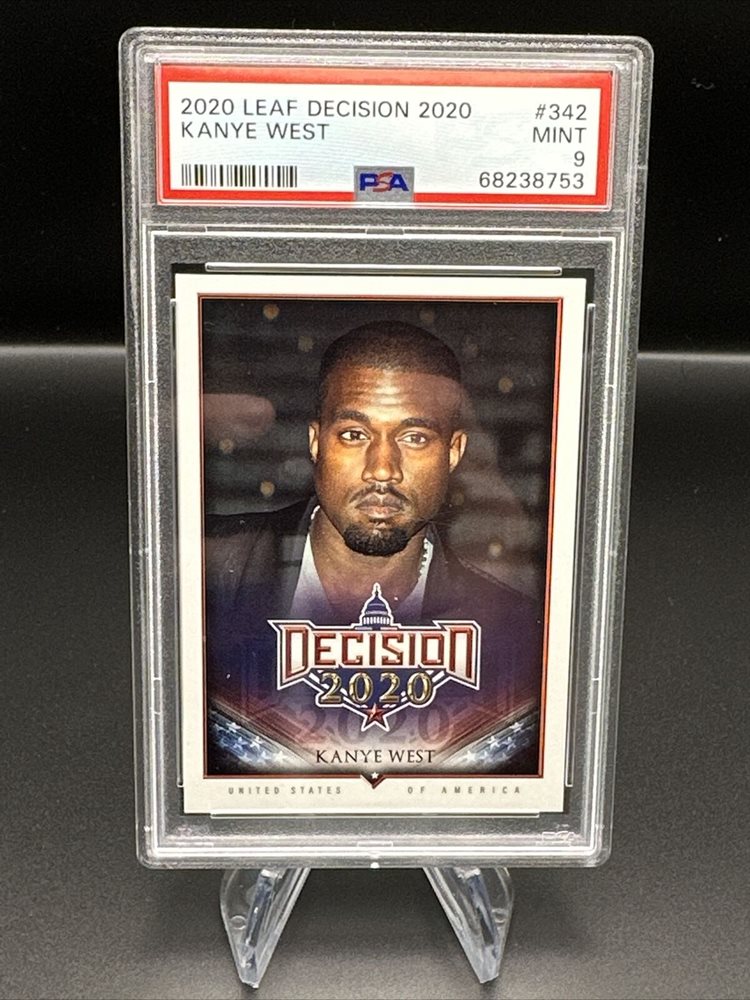 2020 LEAF DECISION 2020 #342
KANYE WEST MINT
9
PSA 68238753
DECISION
2020
2020
KANYE WEST
UNITED STATES OF AMERICA